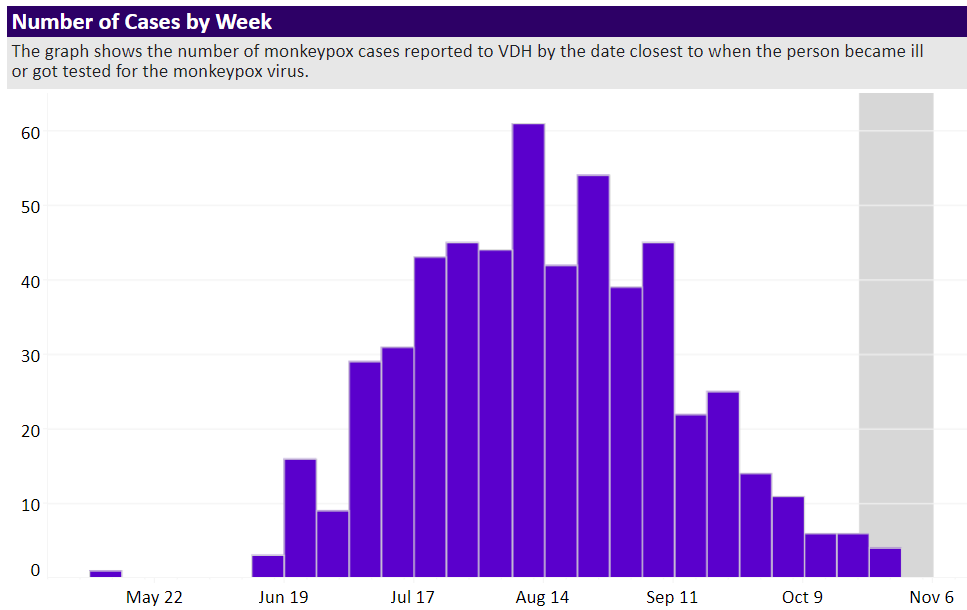 Number of Cases by Week
The graph shows the number of monkeypox cases reported to VDH by the date closest to when the person became ill
or got tested for the monkeypox virus.
60
50
40
30
20
10
0
May 22 Jun 19 Jul 17 Aug 14 Sep 11 Oct 9 Nov 6